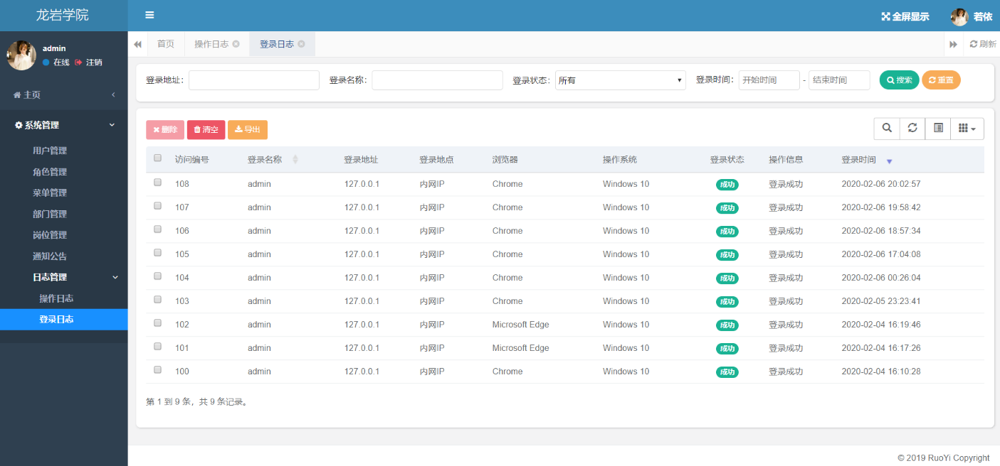 龙岩学院
全屏显示 若依
admin
在线 注销
首页 操作日志 登录日志 刷新
登录地址： 登录名称： 登录状态： 所有 登录时间： 开始时间 - 结束时间 搜索 重置
主页
系统管理
用户管理
角色管理
菜单管理
部门管理
岗位管理
通知公告
日志管理
操作日志
登录日志
删除 清空 导出
访问编号 登录名称 登录地址 登录地点 浏览器 操作系统 登录状态 操作信息 登录时间
108 admin 127.0.0.1 内网IP Chrome Windows 10 成功 登录成功 2020-02-06 20:02:57
107 admin 127.0.0.1 内网IP Chrome Windows 10 成功 登录成功 2020-02-06 19:58:42
106 admin 127.0.0.1 内网IP Chrome Windows 10 成功 登录成功 2020-02-06 18:57:34
105 admin 127.0.0.1 内网IP Chrome Windows 10 成功 登录成功 2020-02-06 17:04:08
104 admin 127.0.0.1 内网IP Chrome Windows 10 成功 登录成功 2020-02-06 00:26:04
103 admin 127.0.0.1 内网IP Chrome Windows 10 成功 登录成功 2020-02-05 23:23:41
102 admin 127.0.0.1 内网IP Microsoft Edge Windows 10 成功 登录成功 2020-02-04 16:19:46
101 admin 127.0.0.1 内网IP Microsoft Edge Windows 10 成功 登录成功 2020-02-04 16:17:26
100 admin 127.0.0.1 内网IP Chrome Windows 10 成功 登录成功 2020-02-04 16:10:28
第 1 到 9 条，共 9 条记录。
© 2019 RuoYi Copyright